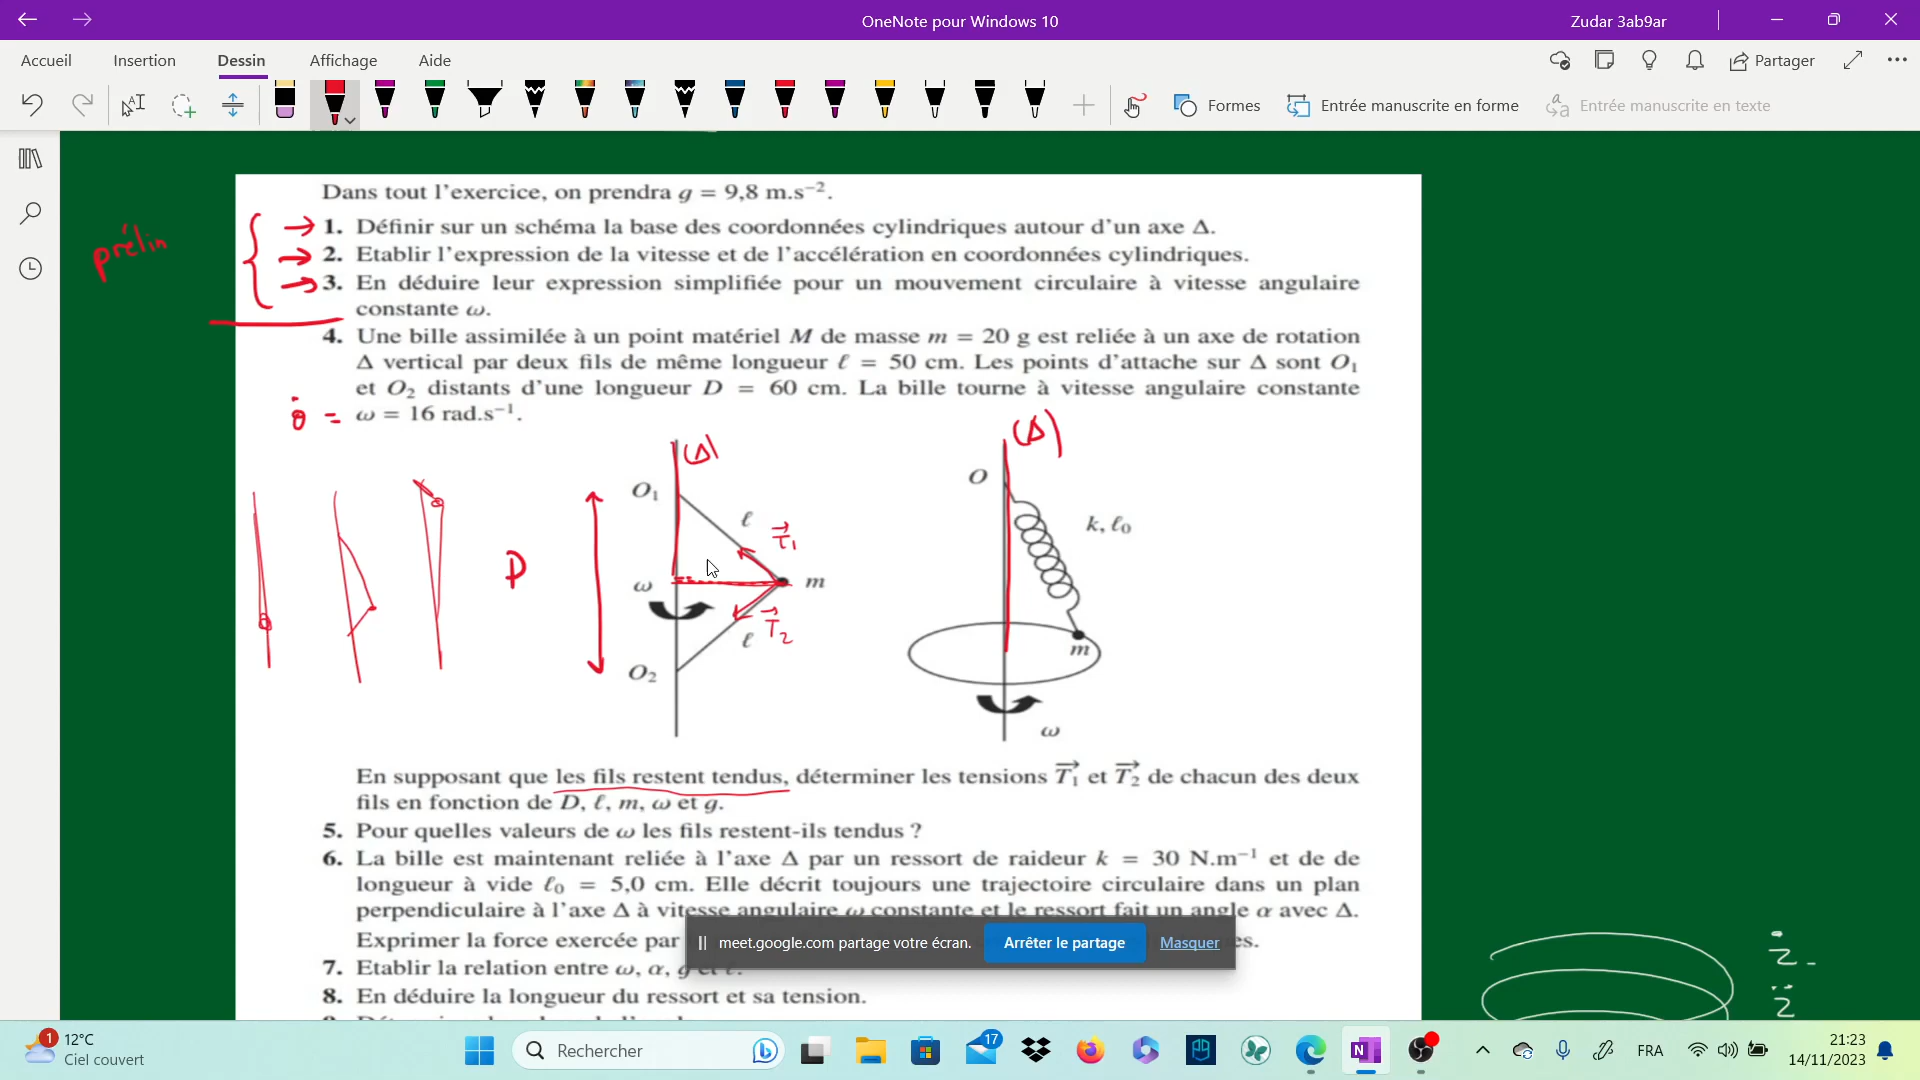 OneNote pour Windows 10
Zudar 3ab9ar
Accueil Insertion Dessin Affichage Aide
Partager
Formes Entrée manuscrite en forme Entrée manuscrite en texte
Dans tout l'exercice, on prendra g = 9,8 m.s⁻².
prélin
1. Définir sur un schéma la base des coordonnées cylindriques autour d'un axe Δ.
2. Etablir l'expression de la vitesse et de l'accélération en coordonnées cylindriques.
3. En déduire leur expression simplifiée pour un mouvement circulaire à vitesse angulaire
constante ω.
4. Une bille assimilée à un point matériel M de masse m = 20 g est reliée à un axe de rotation
Δ vertical par deux fils de même longueur ℓ = 50 cm. Les points d'attache sur Δ sont O₁
et O₂ distants d'une longueur D = 60 cm. La bille tourne à vitesse angulaire constante
θ̇ = ω = 16 rad.s⁻¹.
(Δ) (Δ)
O₁ ℓ T⃗₁ O k, ℓ₀
D ω m
ℓ T⃗₂ m
O₂
ω
En supposant que les fils restent tendus, déterminer les tensions T⃗₁ et T⃗₂ de chacun des deux
fils en fonction de D, ℓ, m, ω et g.
5. Pour quelles valeurs de ω les fils restent-ils tendus ?
6. La bille est maintenant reliée à l'axe Δ par un ressort de raideur k = 30 N.m⁻¹ et de de
longueur à vide ℓ₀ = 5,0 cm. Elle décrit toujours une trajectoire circulaire dans un plan
perpendiculaire à l'axe Δ à vitesse angulaire ω constante et le ressort fait un angle α avec Δ.
Exprimer la force exercée par
meet.google.com partage votre écran. Arrêter le partage Masquer
7. Etablir la relation entre ω, α, g et ℓ.
8. En déduire la longueur du ressort et sa tension.
ż
z̈
1 12°C
Ciel couvert
Rechercher
17
FRA
21:23
14/11/2023